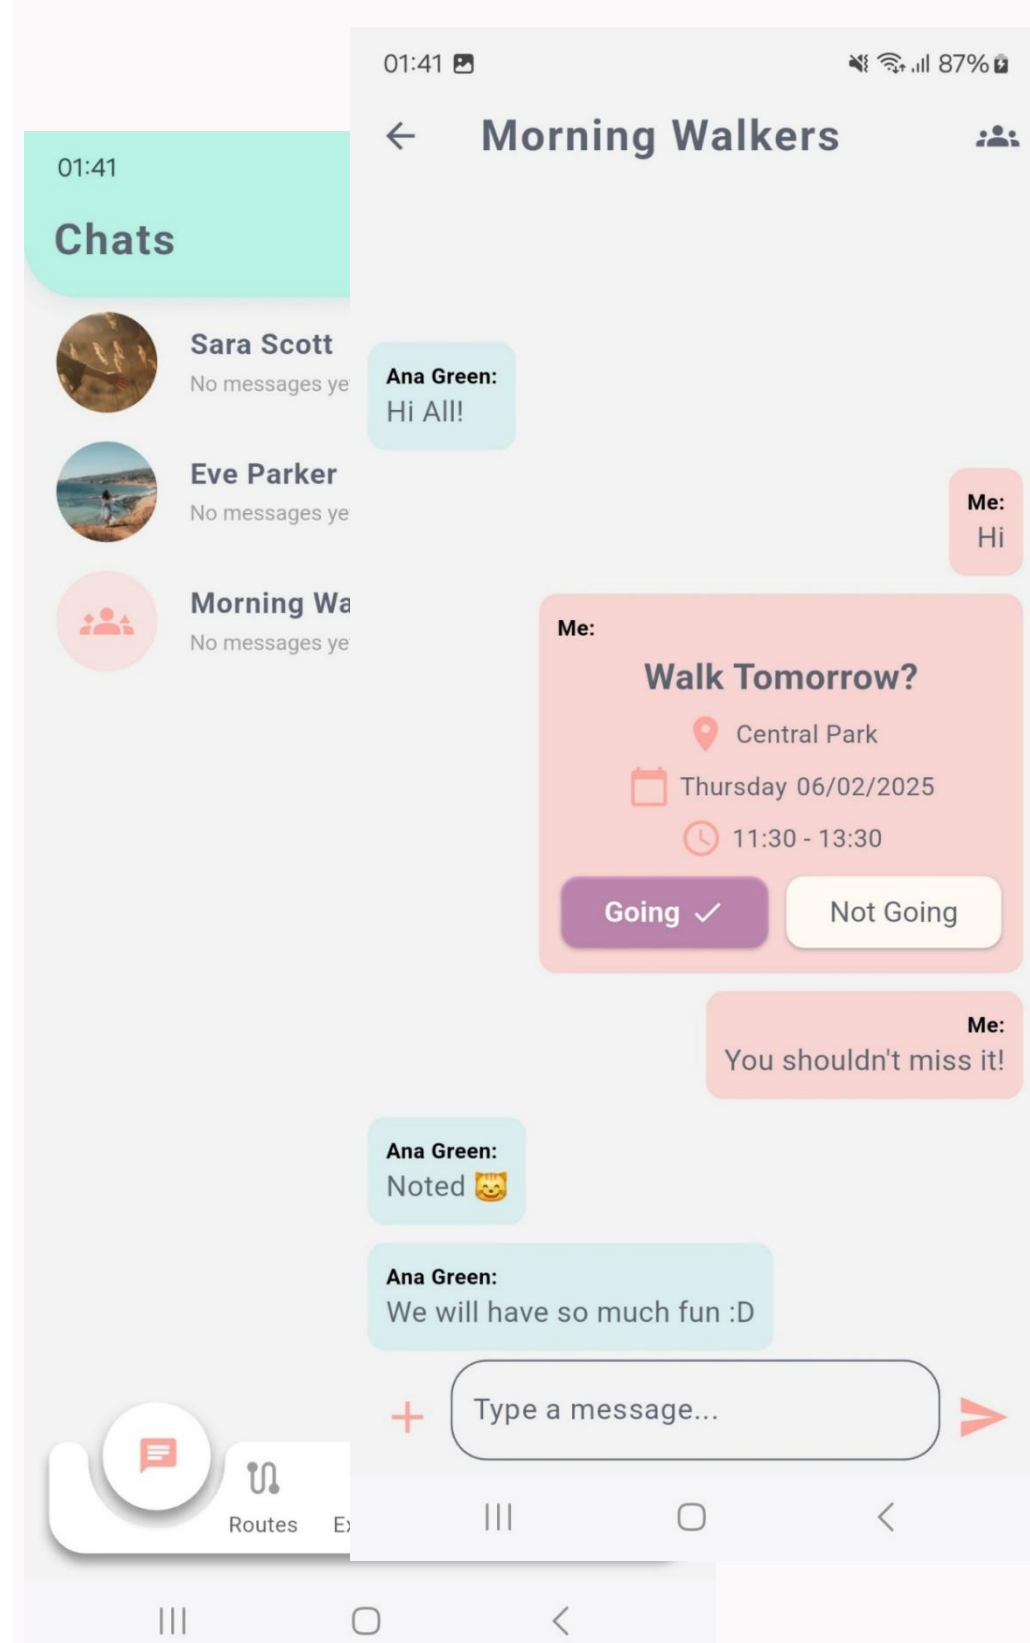 01:41
Chats
Sara Scott
No messages ye
Eve Parker
No messages ye
Morning Wa
No messages ye
Routes
01:41
87%
Morning Walkers
Ana Green:
Hi All!
Me:
Hi
Me:
Walk Tomorrow?
Central Park
Thursday 06/02/2025
11:30 - 13:30
Going
Not Going
Me:
You shouldn't miss it!
Ana Green:
Noted 😺
Ana Green:
We will have so much fun :D
Type a message...